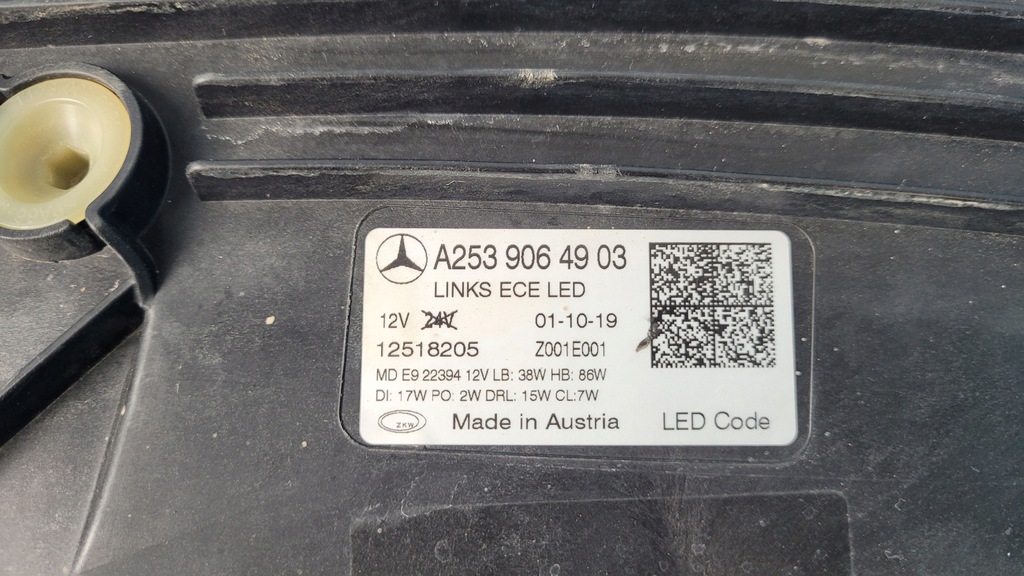 A253 906 49 03
LINKS ECE LED
12V 24V 01-10-19
12518205 Z001E001
MD E9 22394 12V LB: 38W HB: 86W
DI: 17W PO: 2W DRL: 15W CL:7W
ZKW Made in Austria LED Code